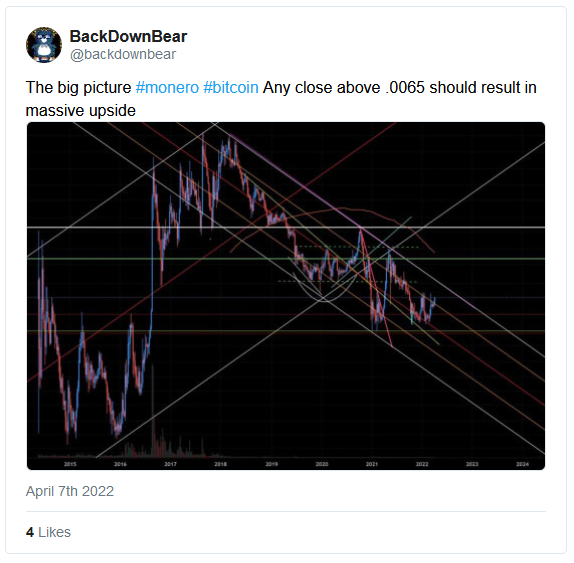 BackDownBear
@backdownbear
The big picture #monero #bitcoin Any close above .0065 should result in
massive upside
2015 2016 2017 2018 2019 2020 2021 2022 2023 2024
April 7th 2022
4 Likes